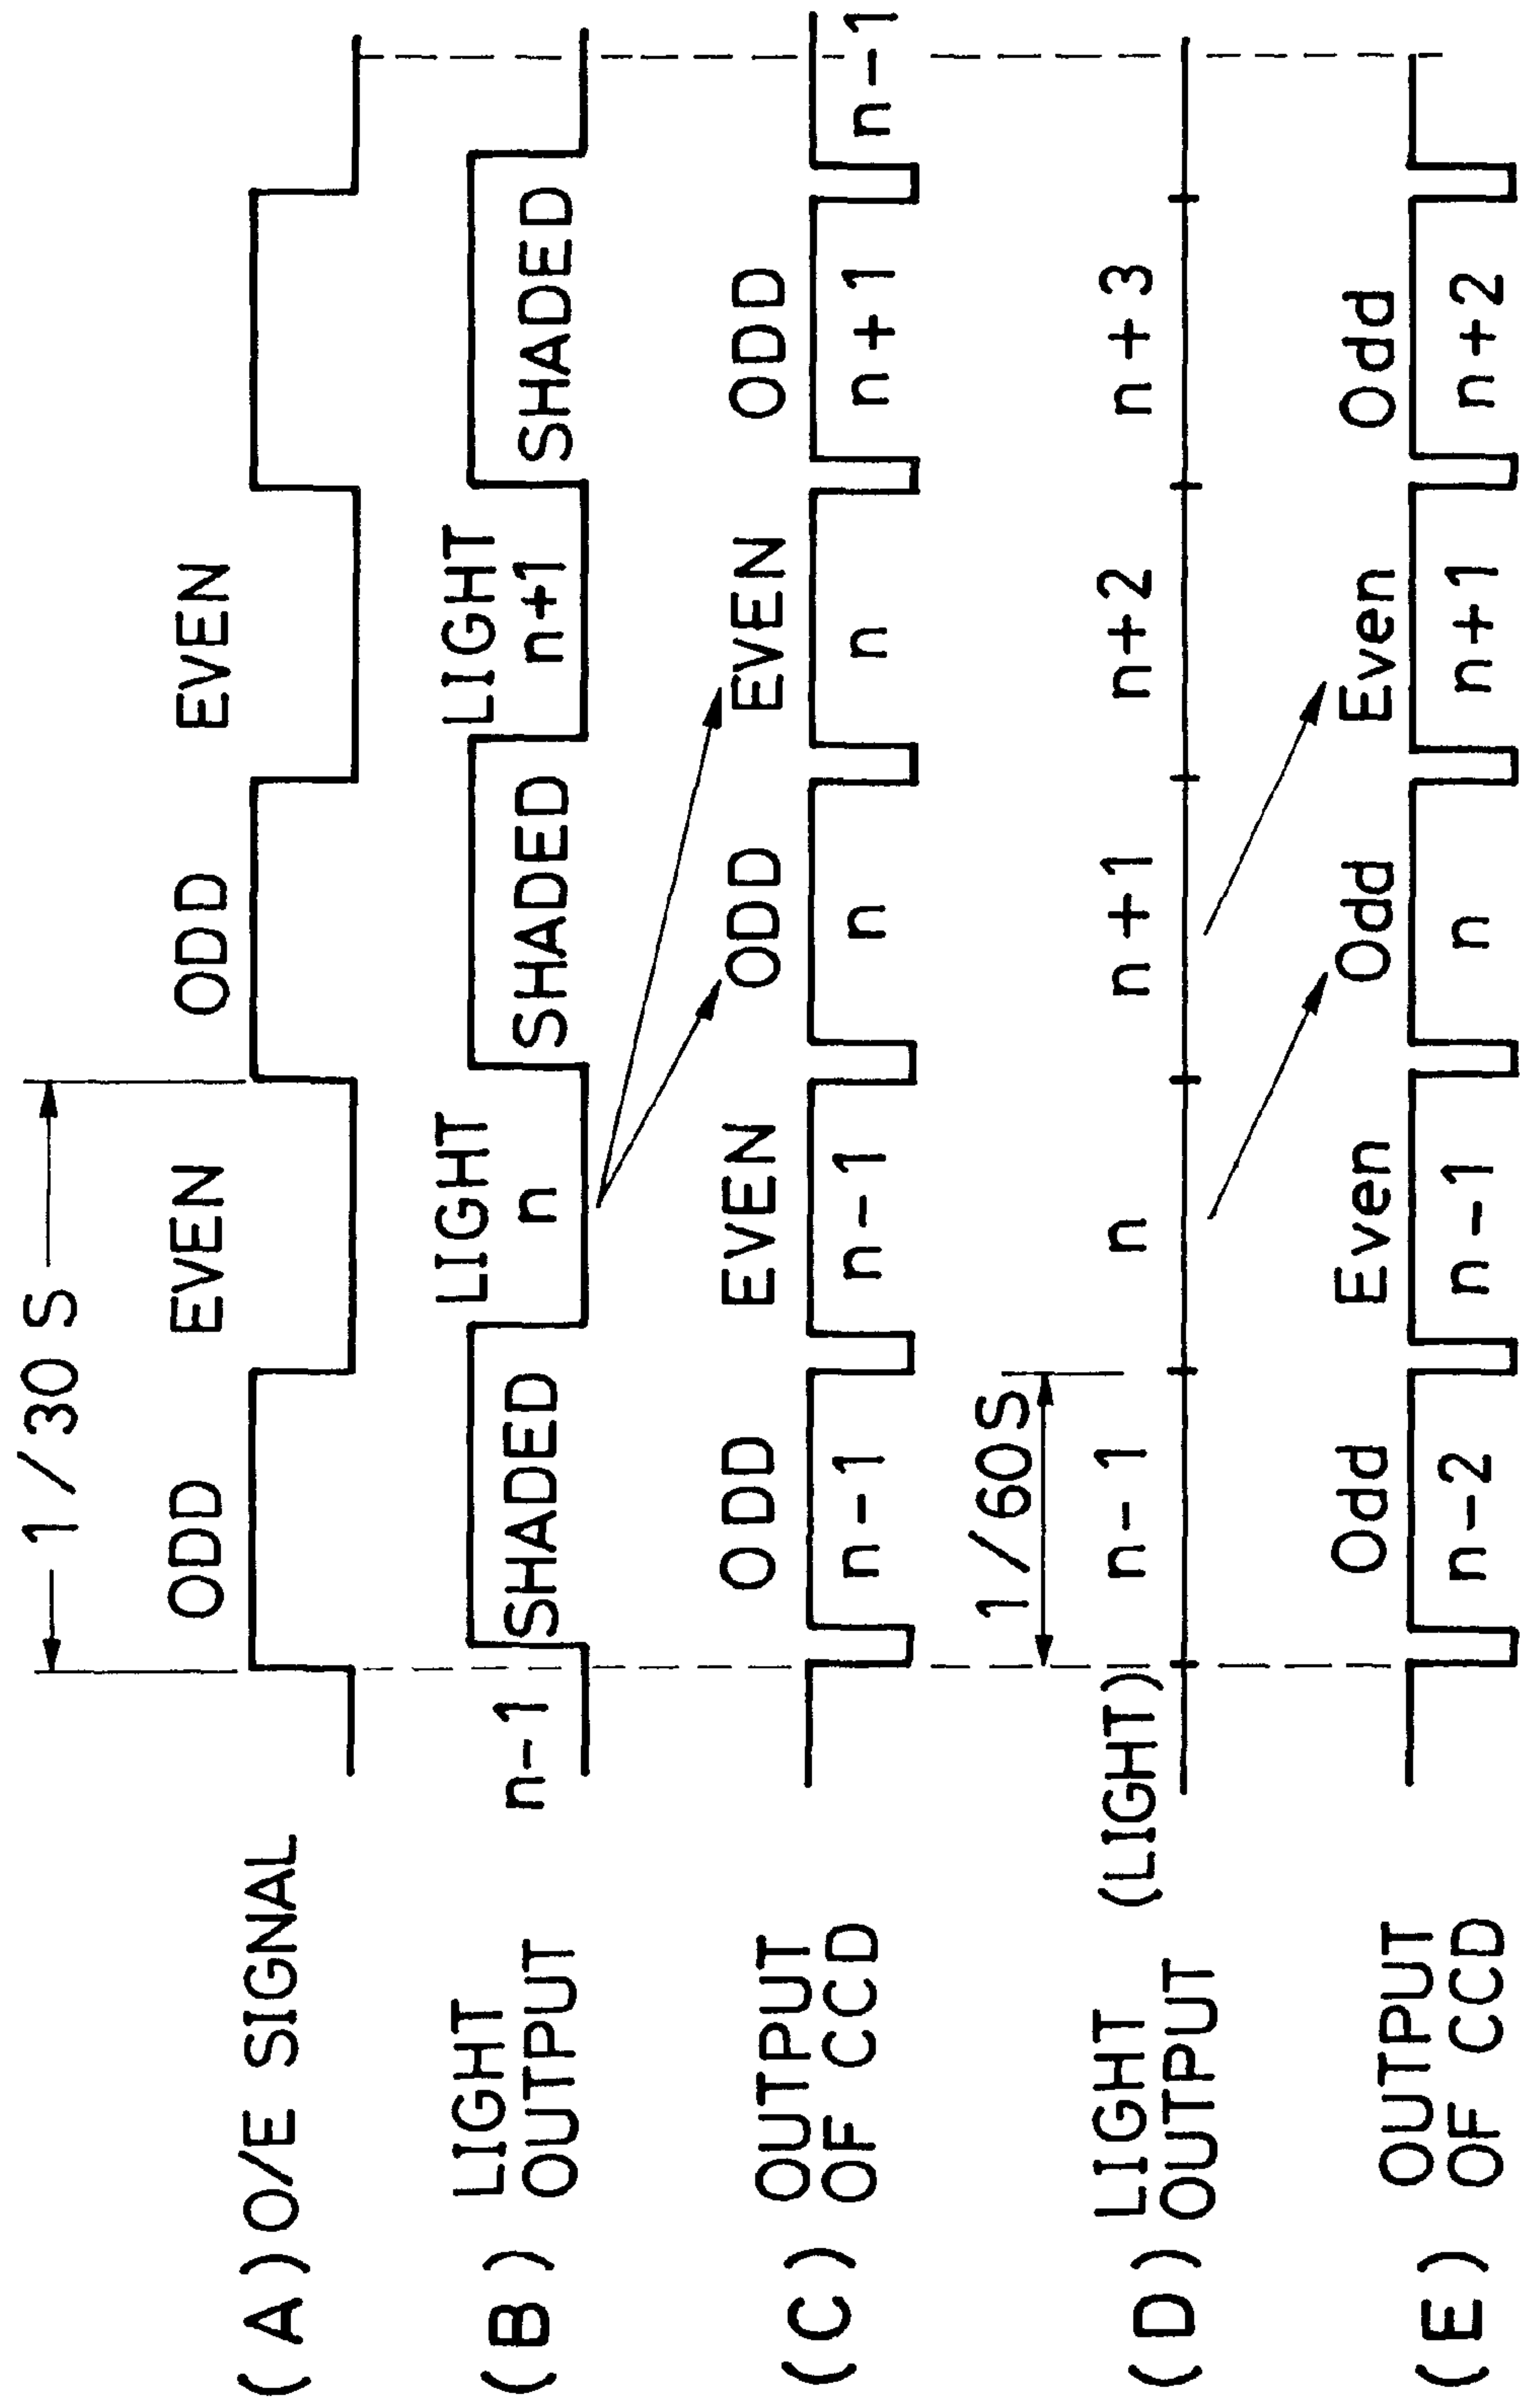 1/30 S
ODD EVEN ODD EVEN
(A) O/E SIGNAL
LIGHT LIGHT
n-1 SHADED n SHADED n+1 SHADED
(B) LIGHT OUTPUT
ODD EVEN ODD EVEN ODD
n-1 n-1 n n n+1 n-1
(C) OUTPUT OF CCD
1/60S
(LIGHT) n-1 n n+1 n+2 n+3
(D) LIGHT OUTPUT
Odd Even Odd Even Odd
n-2 n-1 n n+1 n+2
(E) OUTPUT OF CCD